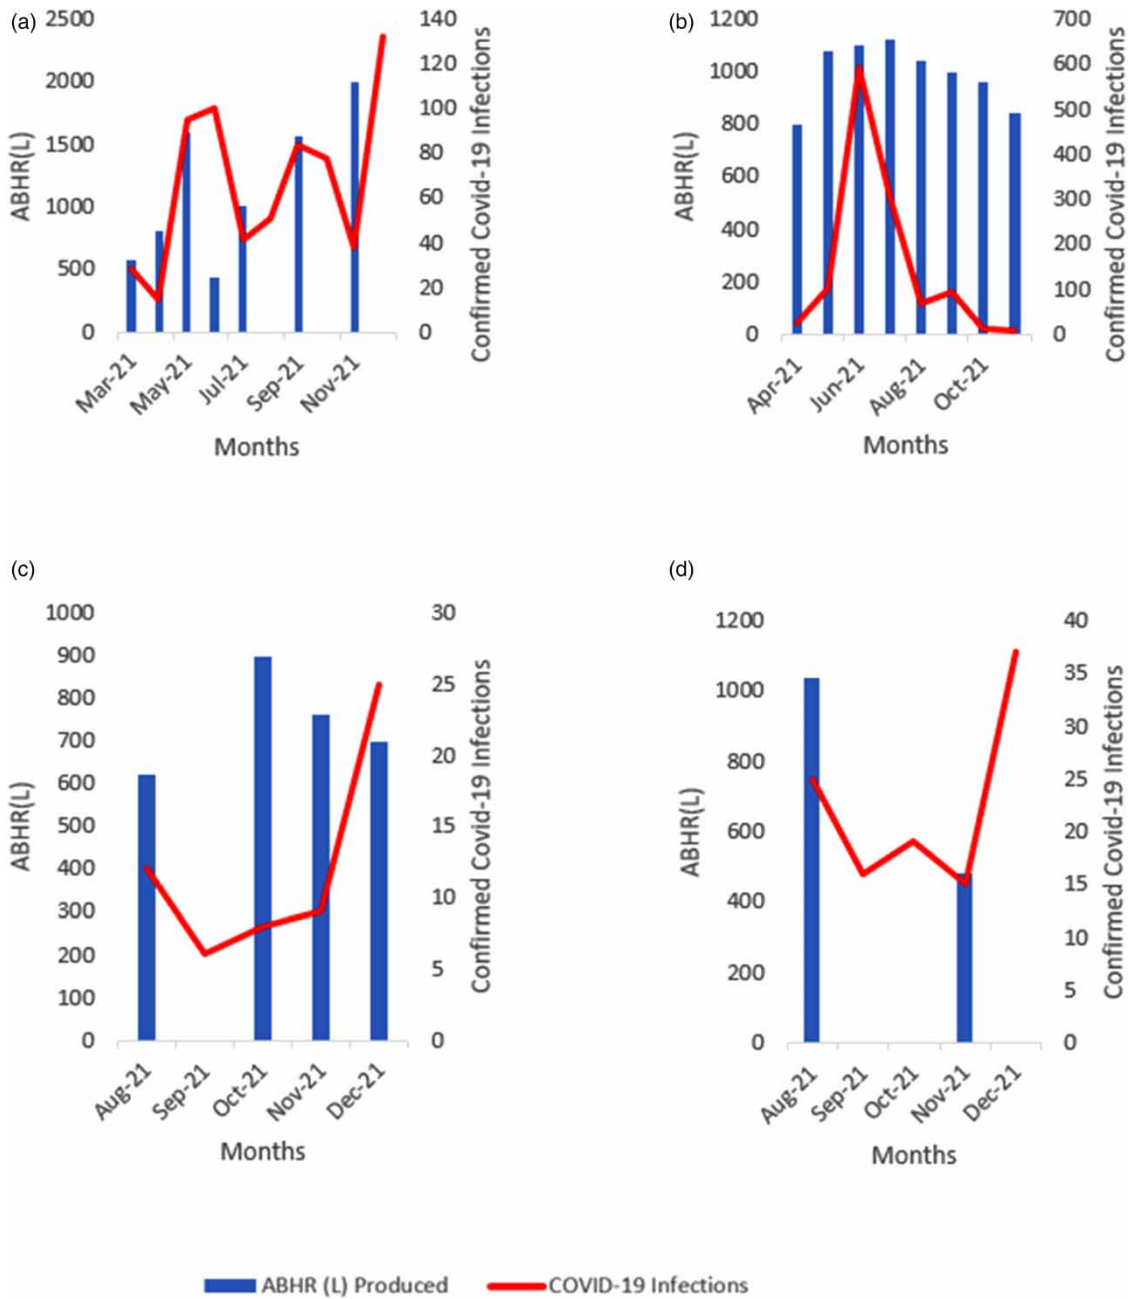 (a)
2500
2000
1500
1000
500
0
ABHR(L)
140
120
100
80
60
40
20
0
Confirmed Covid-19 Infections
Mar-21
May-21
Jul-21
Sep-21
Nov-21
Months
(b)
1200
1000
800
600
400
200
0
ABHR(L)
700
600
500
400
300
200
100
0
Confirmed Covid-19 Infections
Apr-21
Jun-21
Aug-21
Oct-21
Months
(c)
1000
900
800
700
600
500
400
300
200
100
0
ABHR(L)
30
25
20
15
10
5
0
Confirmed Covid-19 Infections
Aug-21
Sep-21
Oct-21
Nov-21
Dec-21
Months
(d)
1200
1000
800
600
400
200
0
ABHR(L)
40
35
30
25
20
15
10
5
0
Confirmed Covid-19 Infections
Aug-21
Sep-21
Oct-21
Nov-21
Dec-21
Months
ABHR (L) Produced
COVID-19 Infections